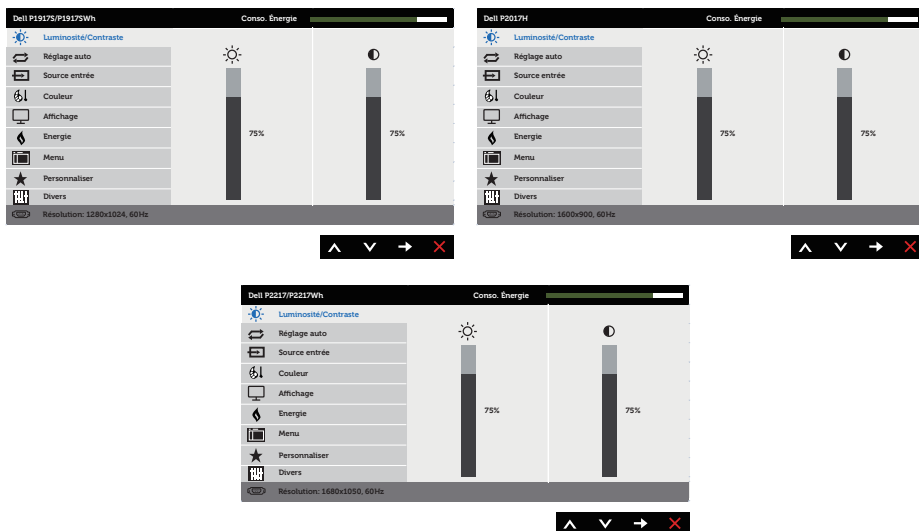 Dell P1917S/P1917SWh Conso. Énergie
Luminosité/Contraste
Réglage auto
Source entrée
Couleur
Affichage
Energie
75% 75%
Menu
Personnaliser
Divers
Résolution: 1280x1024, 60Hz
Dell P2017H Conso. Énergie
Luminosité/Contraste
Réglage auto
Source entrée
Couleur
Affichage
Energie
75% 75%
Menu
Personnaliser
Divers
Résolution: 1600x900, 60Hz
Dell P2217/P2217Wh Conso. Énergie
Luminosité/Contraste
Réglage auto
Source entrée
Couleur
Affichage
Energie
75% 75%
Menu
Personnaliser
Divers
Résolution: 1680x1050, 60Hz